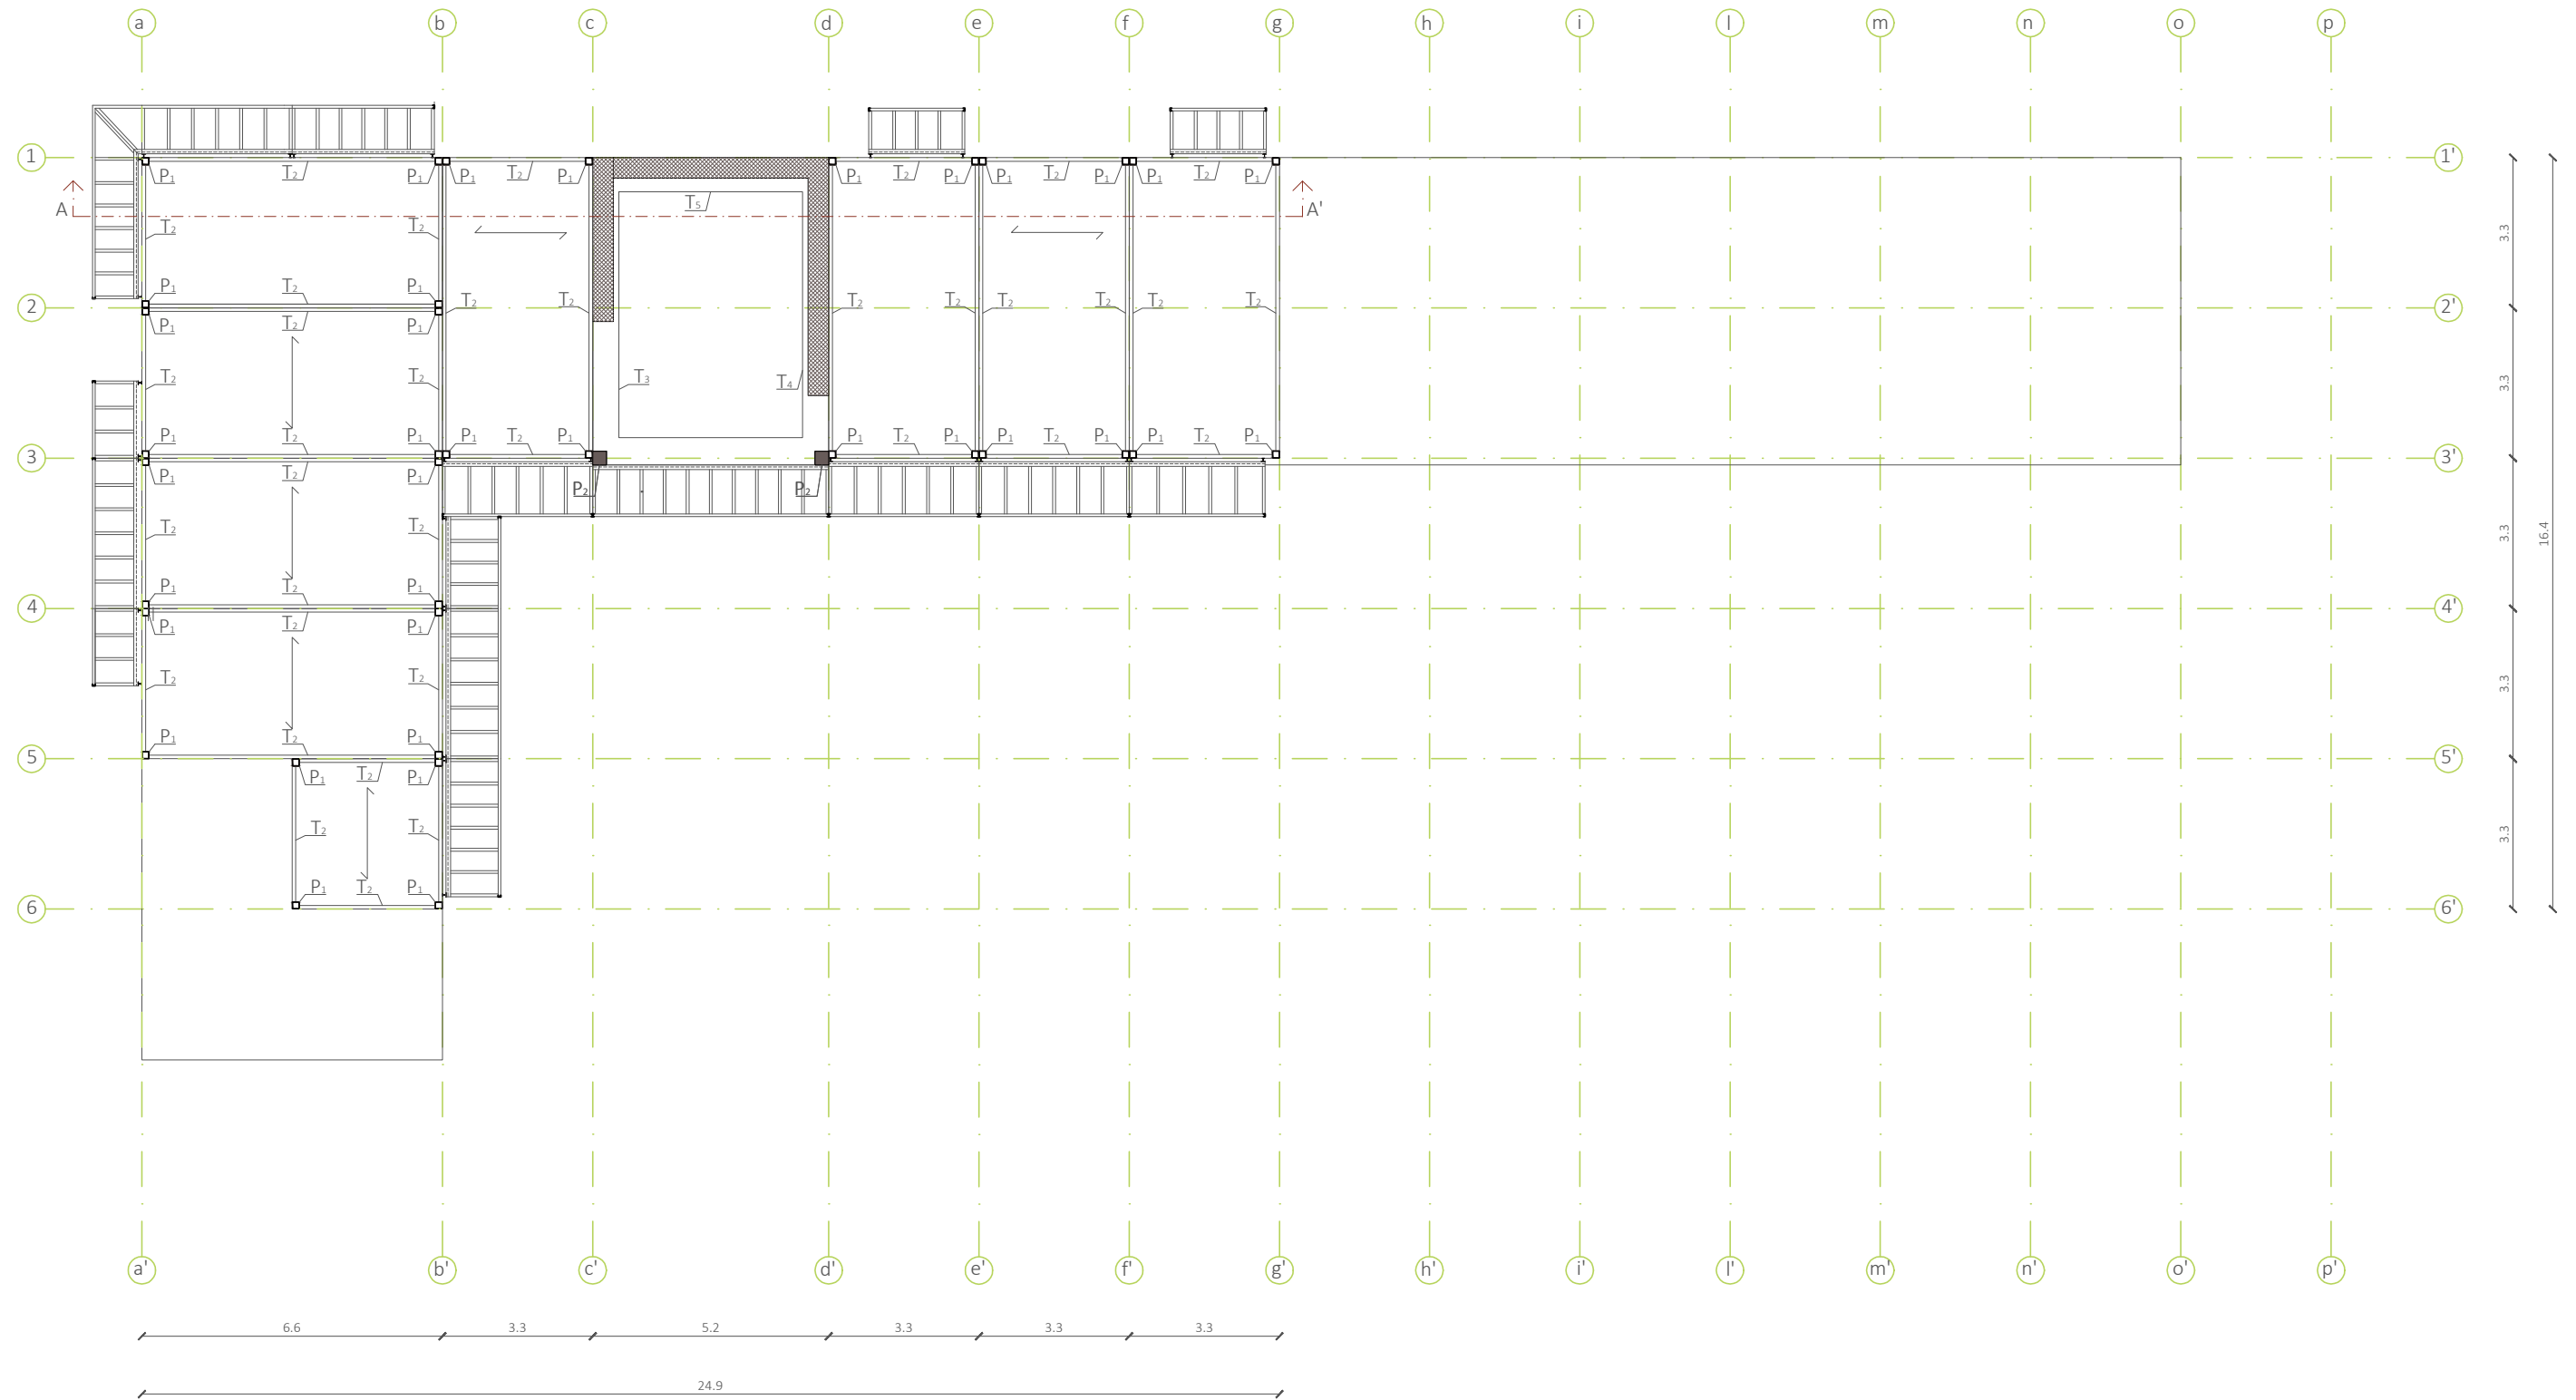 a b c d e f g h i l m n o p
1 1'
P1 T2 P1 P1 T2 P1 P1 T2 P1 P1 T2 P1 P1 T2 P1
T5
A A'
T2 T2
3.3
P1 T2 P1
2 T2 T2 T2 T2 T2 T2 T2 T2 2'
P1 T2 P1
T2 T2 T3 T4
3.3
P1 T2 P1 P1 T2 P1 P1 T2 P1 P1 T2 P1 P1 T2 P1
3 3'
P1 T2 P1
P2 P2
T2 T2
3.3 16.4
P1 T2 P1
4 4'
P1 T2 P1
T2 T2
3.3
P1 T2 P1
5 5'
P1 T2 P1
T2 T2
3.3
P1 T2 P1
6 6'
a' b' c' d' e' f' g' h' i' l' m' n' o' p'
6.6 3.3 5.2 3.3 3.3 3.3
24.9